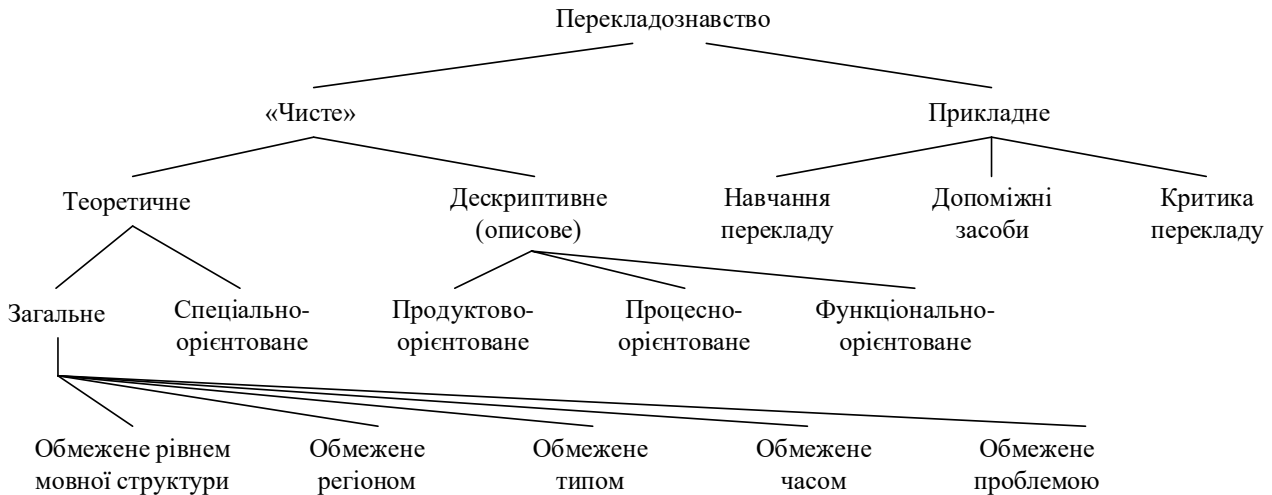 Перекладознавство
«Чисте»
Прикладне
Теоретичне
Дескриптивне
(описове)
Навчання
перекладу
Допоміжні
засоби
Критика
перекладу
Загальне
Спеціально-
орієнтоване
Продуктово-
орієнтоване
Процесно-
орієнтоване
Функціонально-
орієнтоване
Обмежене рівнем
мовної структури
Обмежене
регіоном
Обмежене
типом
Обмежене
часом
Обмежене
проблемою